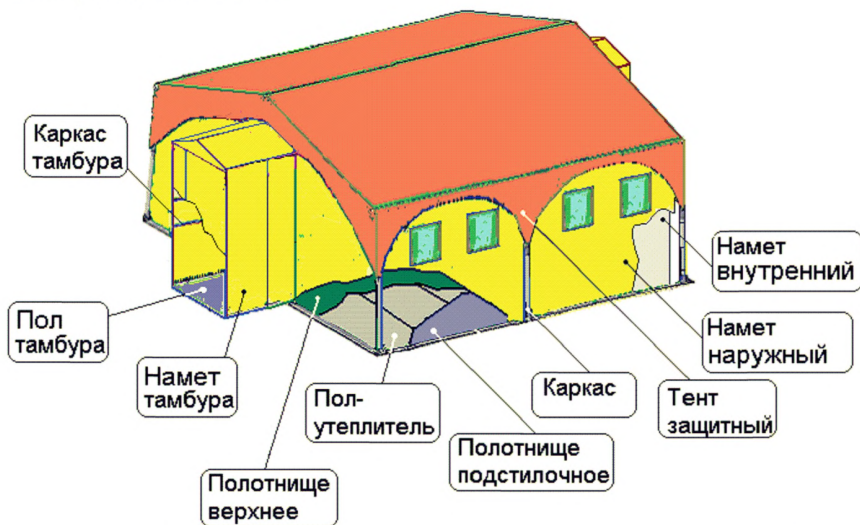 Каркас
тамбура
Пол
тамбура
Намет
тамбура
Полотнище
верхнее
Пол-
утеплитель
Полотнище
подстилочное
Каркас
Тент
защитный
Намет
наружный
Намет
внутренний